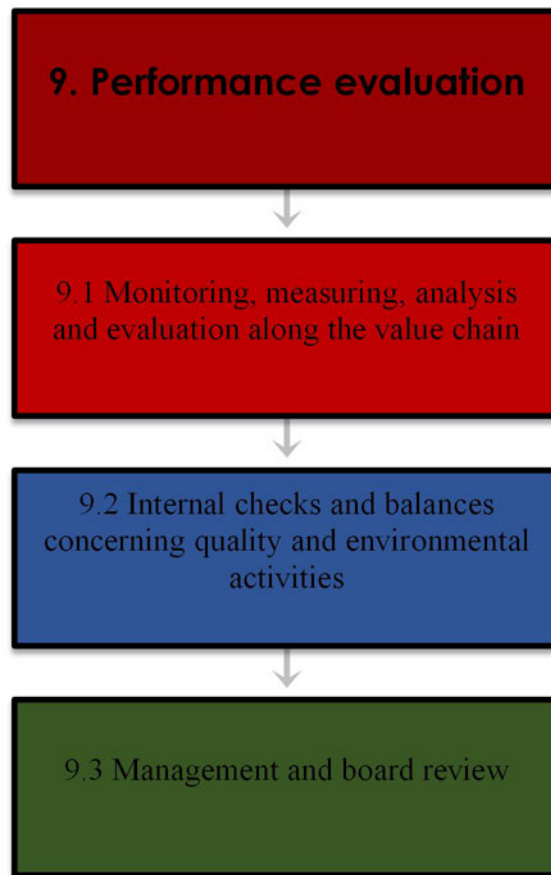 9. Performance evaluation
9.1 Monitoring, measuring, analysis
and evaluation along the value chain
9.2 Internal checks and balances
concerning quality and environmental
activities
9.3 Management and board review